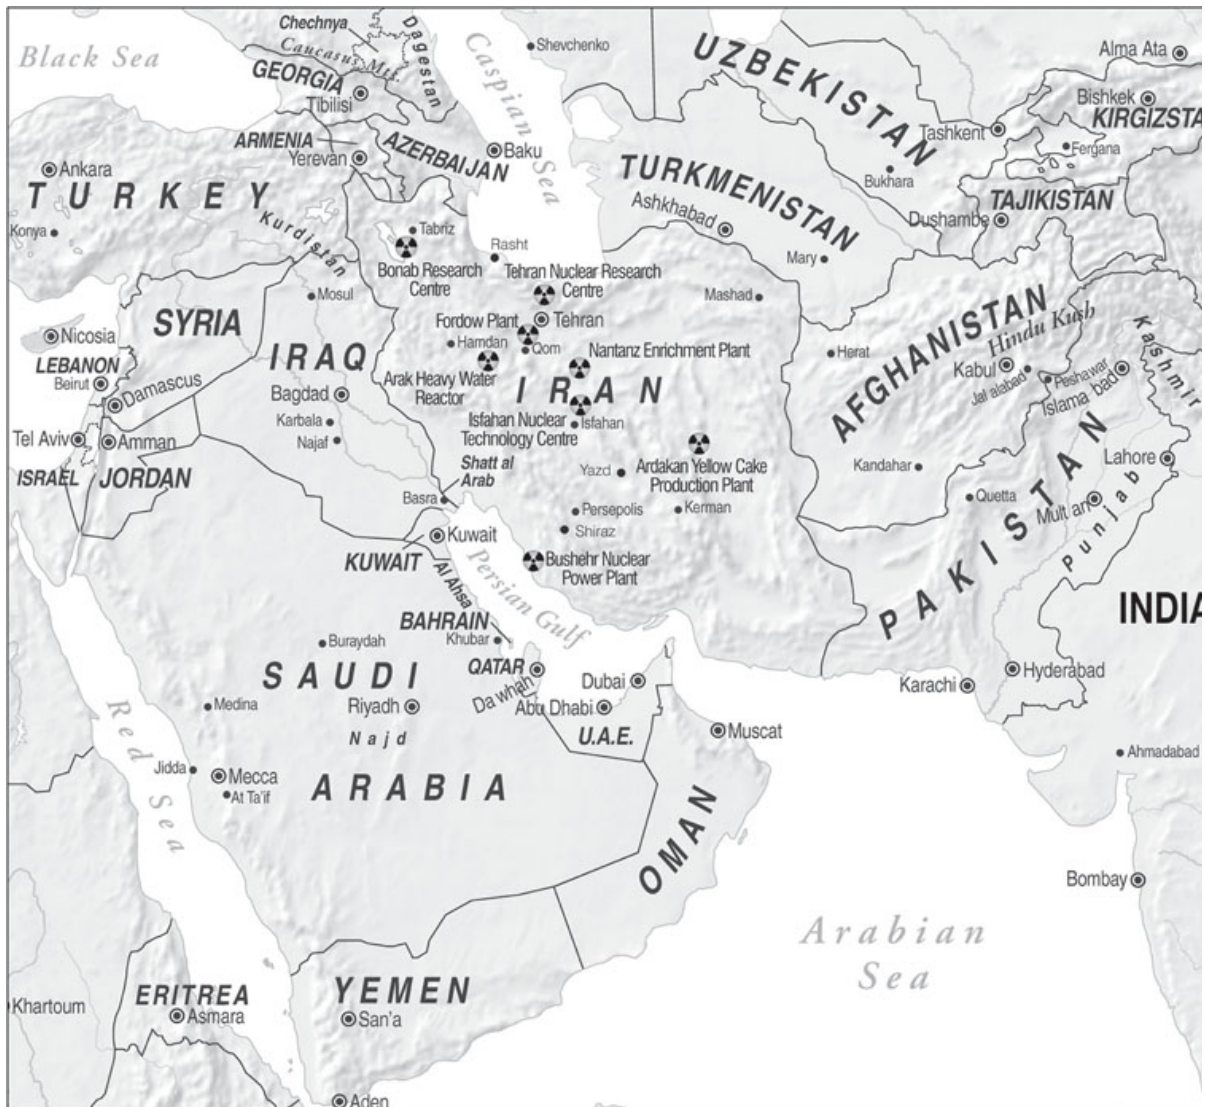 Chechnya
Dagestan
Black Sea
Caucasus Mts.
Caspian Sea
Shevchenko
UZBEKISTAN
Alma Ata
GEORGIA
Tibilisi
Bishkek
KIRGIZSTA
ARMENIA
Yerevan
AZERBAIJAN
Baku
Tashkent
Fergana
Ankara
TURKEY
TURKMENISTAN
Bukhara
TAJIKISTAN
Konya
Kurdistan
Tabriz
Ashkhabad
Dushambe
Rasht
Mary
Bonab Research
Centre
Tehran Nuclear Research
Centre
Mosul
Mashad
AFGHANISTAN
Hindu Kush
Kashmir
Nicosia
SYRIA
Fordow Plant
Tehran
Hamdan
Qom
Nantanz Enrichment Plant
Herat
Kabul
Jal alabad
Peshawar
Islama bad
LEBANON
Beirut
Damascus
IRAQ
Bagdad
Arak Heavy Water
Reactor
IRAN
Karbala
Najaf
Isfahan Nuclear
Technology Centre
Isfahan
Tel Aviv
Amman
ISRAEL
JORDAN
Shatt al
Arab
Yazd
Ardakan Yellow Cake
Production Plant
Kandahar
Lahore
Basra
Persepolis
Kerman
Quetta
Multan
Punjab
PAKISTAN
Shiraz
Kuwait
KUWAIT
Bushehr Nuclear
Power Plant
Persian Gulf
Al Ahsa
BAHRAIN
Khubar
INDIA
Buraydah
SAUDI
QATAR
Da whah
Dubai
Karachi
Hyderabad
Medina
Riyadh
Abu Dhabi
Najd
U.A.E.
Muscat
Red Sea
Jidda
Mecca
At Ta'if
ARABIA
Ahmadabad
OMAN
Bombay
Arabian
Sea
Khartoum
ERITREA
Asmara
YEMEN
San'a
Aden